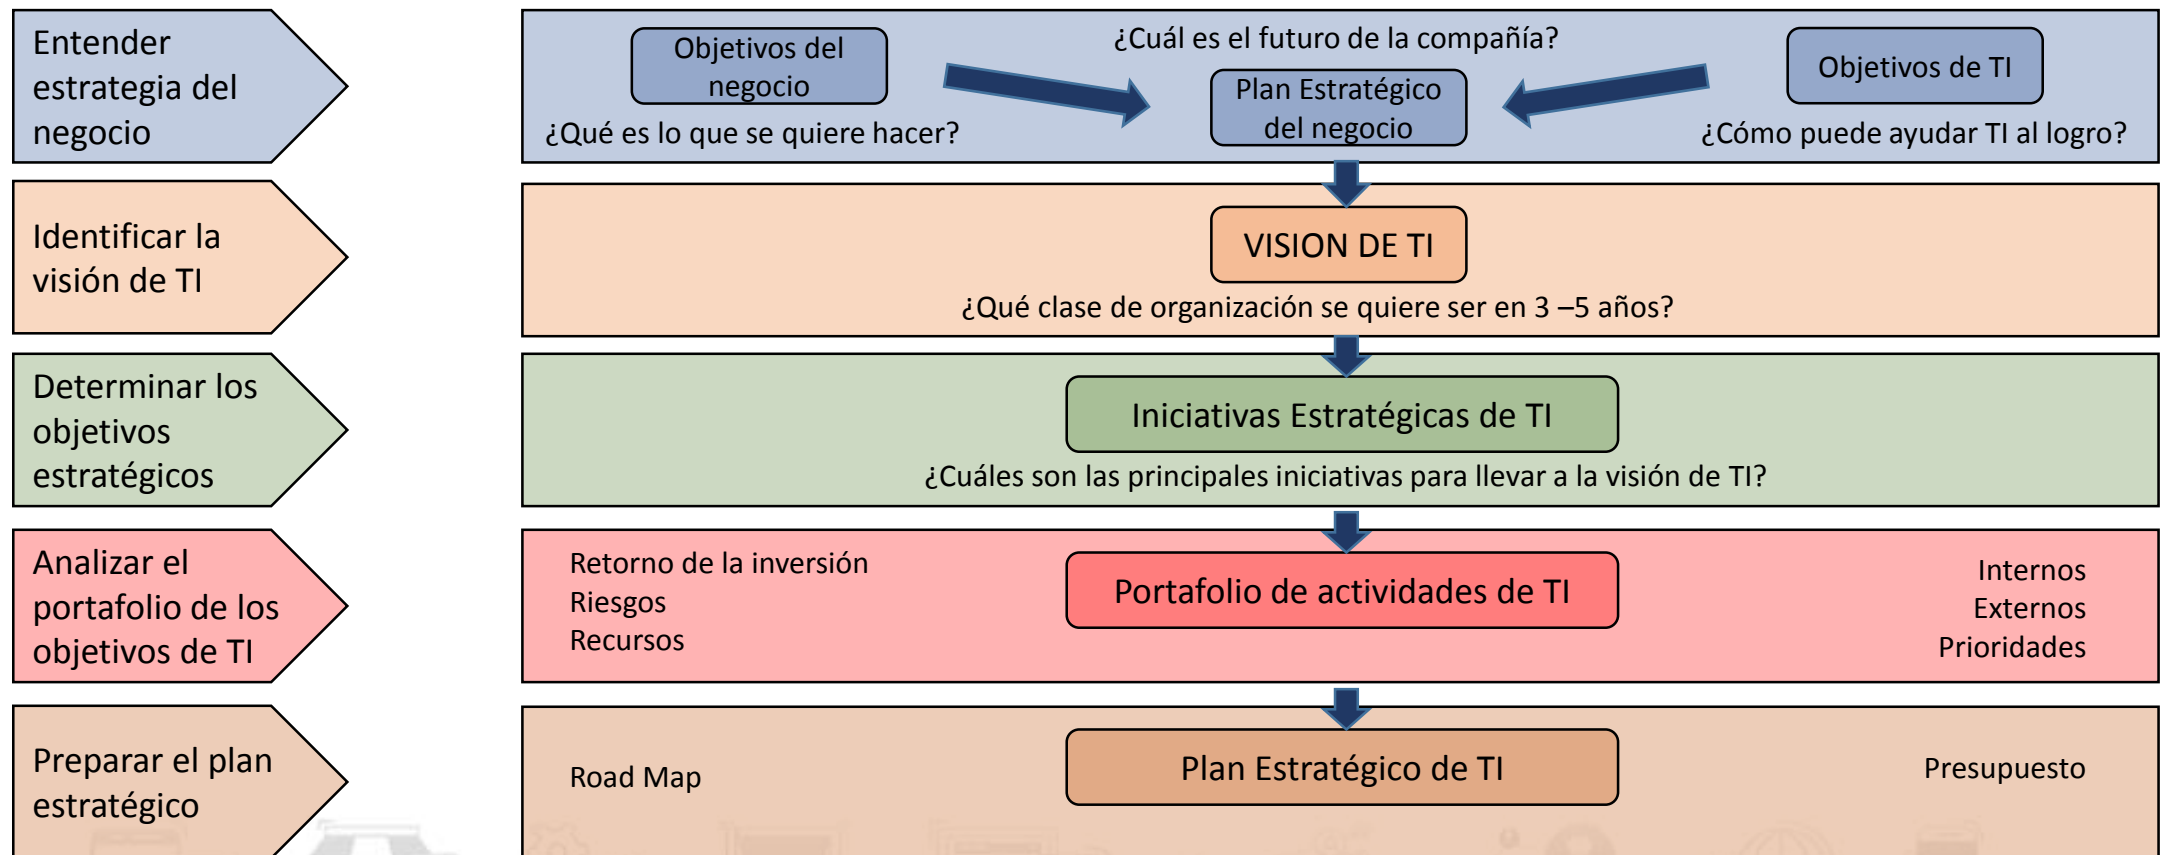 Entender
estrategia del
negocio
Objetivos del
negocio
¿Qué es lo que se quiere hacer?
¿Cuál es el futuro de la compañía?
Plan Estratégico
del negocio
Objetivos de TI
¿Cómo puede ayudar TI al logro?
Identificar la
visión de TI
VISION DE TI
¿Qué clase de organización se quiere ser en 3 –5 años?
Determinar los
objetivos
estratégicos
Iniciativas Estratégicas de TI
¿Cuáles son las principales iniciativas para llevar a la visión de TI?
Analizar el
portafolio de los
objetivos de TI
Retorno de la inversión
Riesgos
Recursos
Portafolio de actividades de TI
Internos
Externos
Prioridades
Preparar el plan
estratégico
Road Map
Plan Estratégico de TI
Presupuesto